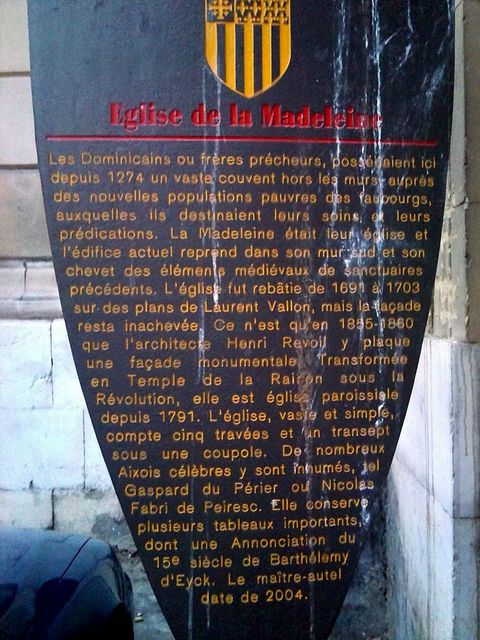 Eglise de la Madeleine
Les Dominicains ou frères prêcheurs, possédaient ici
depuis 1274 un vaste couvent hors les murs, auprès
des nouvelles populations pauvres des faubourgs,
auxquelles ils destinaient leurs soins et leurs
prédications. La Madeleine était leur église et
l'édifice actuel reprend dans son mur sud et son
chevet des éléments médiévaux de sanctuaires
précédents. L'église fut rebâtie de 1691 à 1703
sur des plans de Laurent Vallon, mais la façade
resta inachevée. Ce n'est qu'en 1855-1860
que l'architecte Henri Revoil y plaque
une façade monumentale. Transformée
en Temple de la Raison sous la
Révolution, elle est église paroissiale
depuis 1791. L'église, vaste et simple,
compte cinq travées et un transept
sous une coupole. De nombreux
Aixois célèbres y sont inhumés, tel
Gaspard du Périer ou Nicolas
Fabri de Peiresc. Elle conserve
plusieurs tableaux importants,
dont une Annonciation du
15e siècle de Barthélemy
d'Eyck. Le maître-autel
date de 2004.